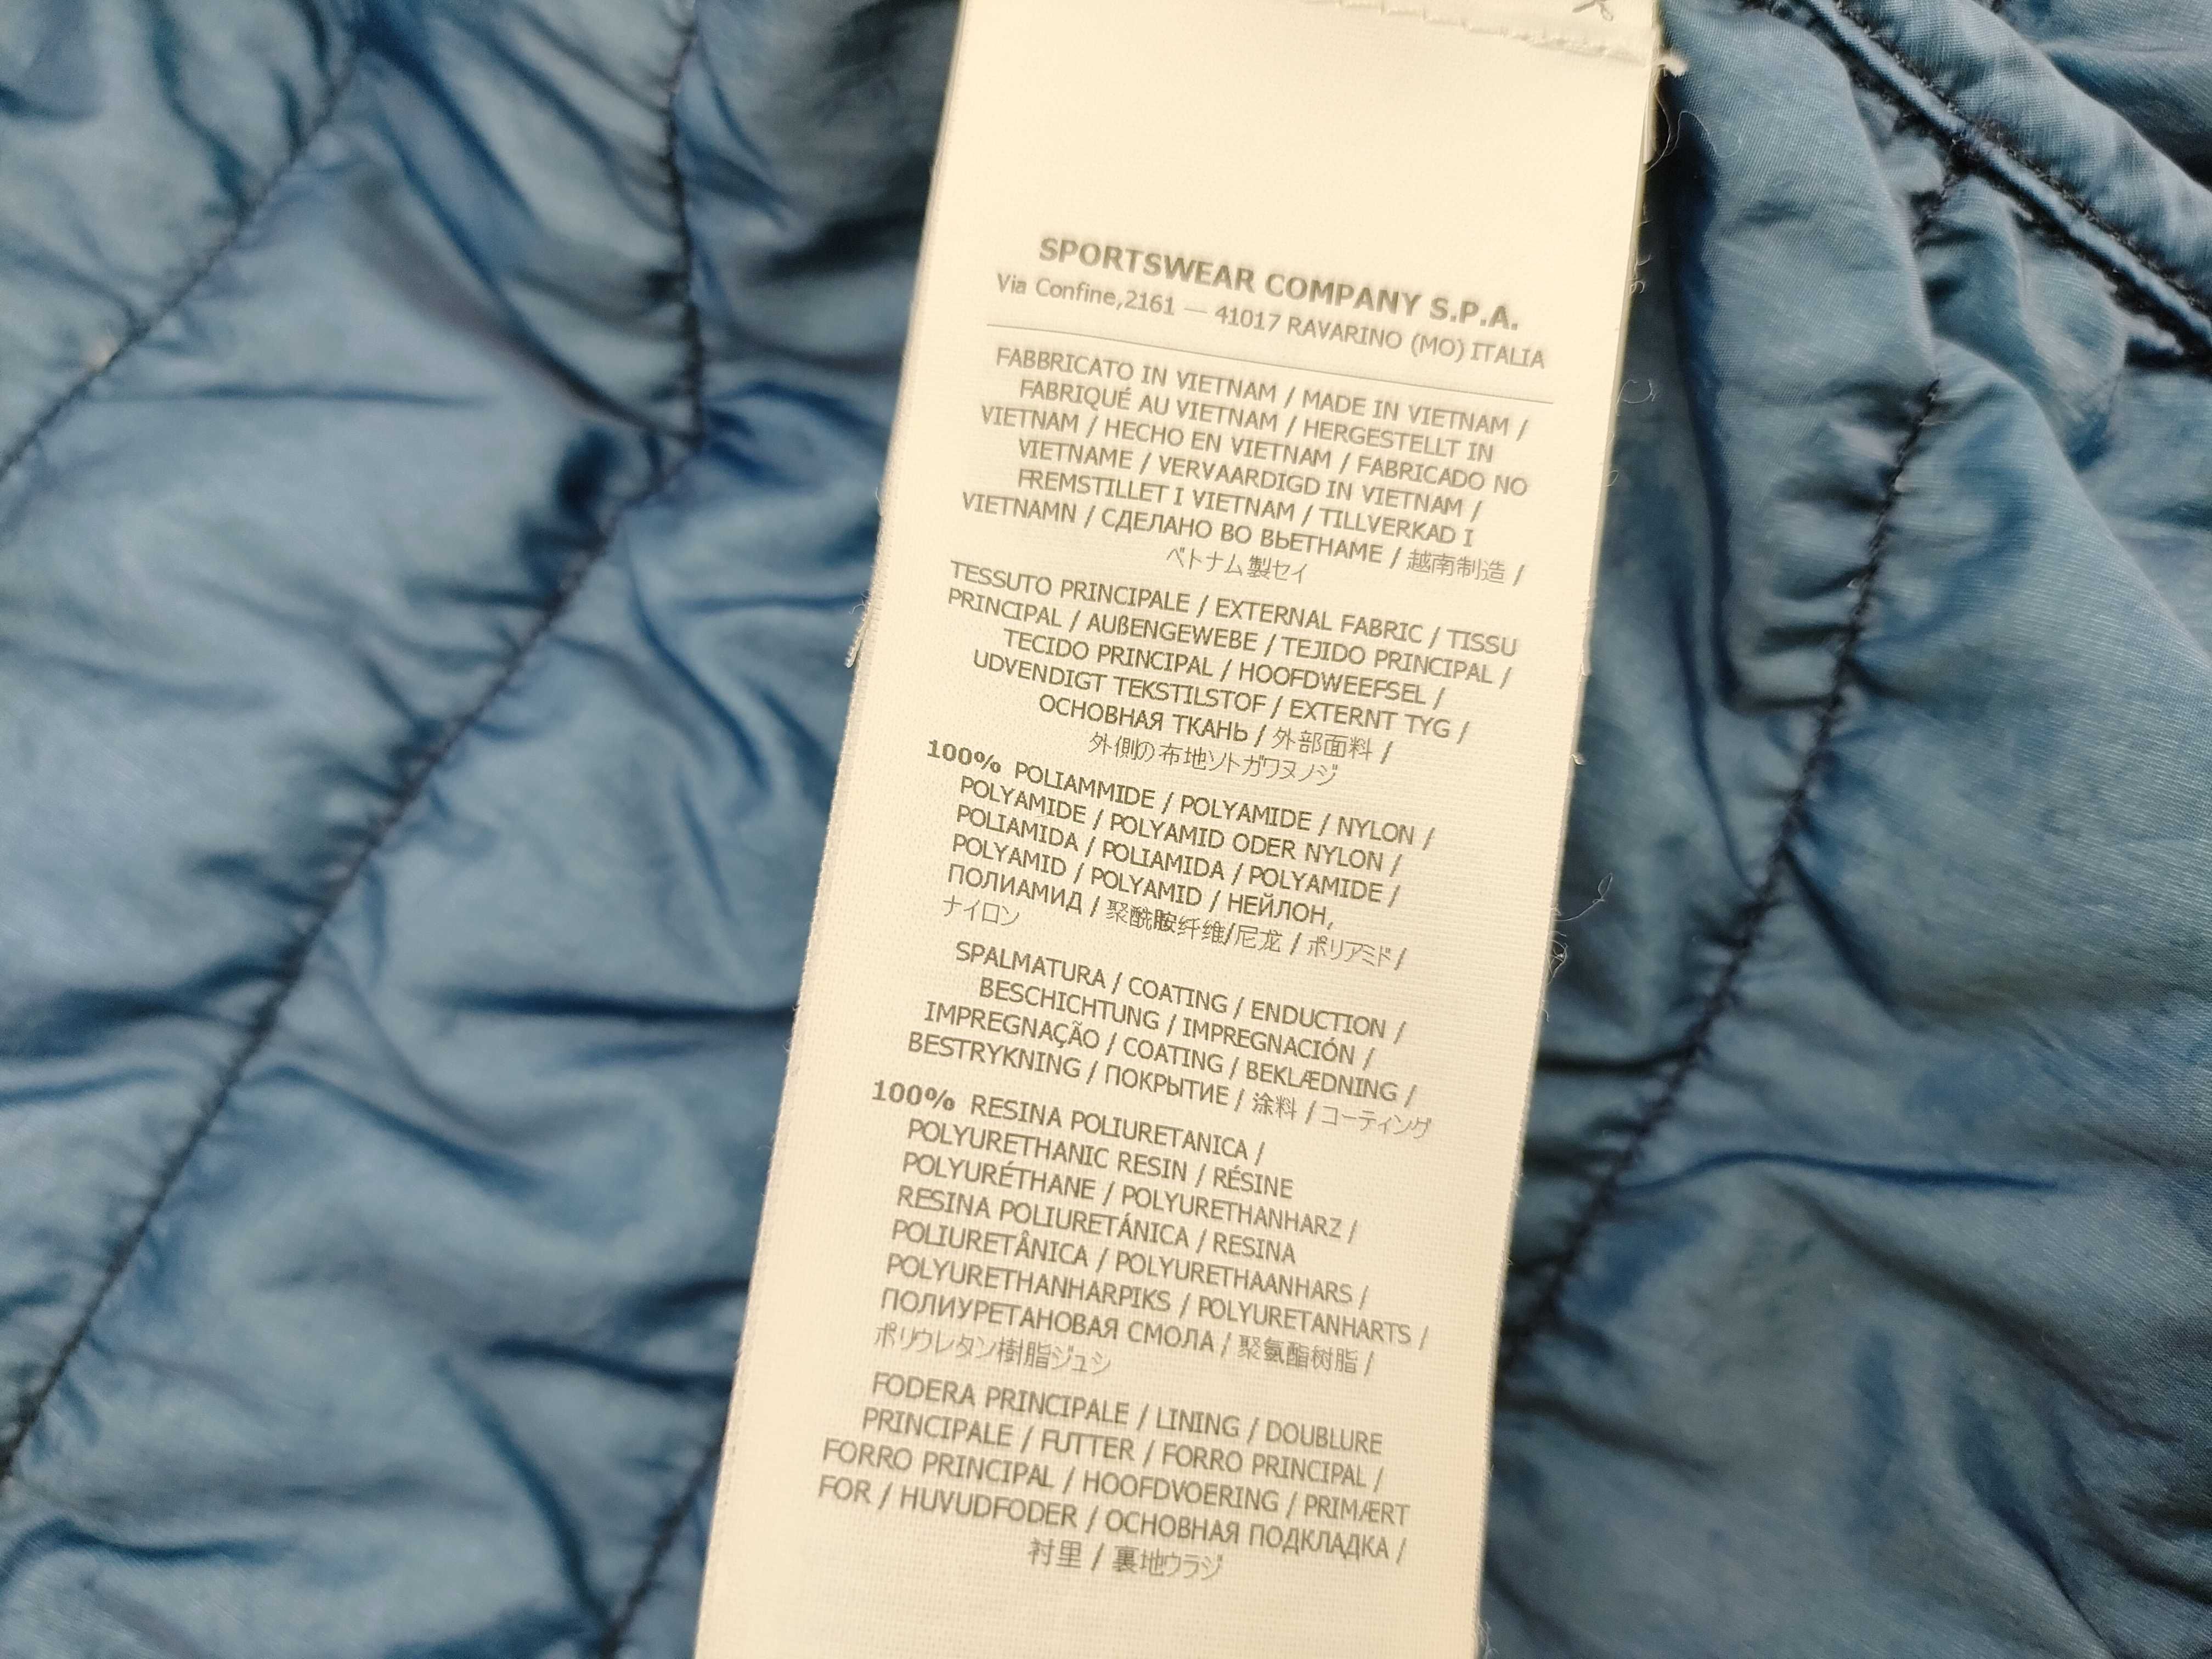 SPORTSWEAR COMPANY S.P.A.
Via Confine,2161 — 41017 RAVARINO (MO) ITALIA
FABBRICATO IN VIETNAM / MADE IN VIETNAM /
FABRIQUÉ AU VIETNAM / HERGESTELLT IN
VIETNAM / HECHO EN VIETNAM / FABRICADO NO
VIETNAME / VERVAARDIGD IN VIETNAM /
FREMSTILLET I VIETNAM / TILLVERKAD I
VIETNAMN / СДЕЛАНО ВО ВЬЕТНАМЕ / 越南制造 /
ベトナム製セイ
TESSUTO PRINCIPALE / EXTERNAL FABRIC / TISSU
PRINCIPAL / AUßENGEWEBE / TEJIDO PRINCIPAL /
TECIDO PRINCIPAL / HOOFDWEEFSEL /
UDVENDIGT TEKSTILSTOF / EXTERNT TYG /
ОСНОВНАЯ ТКАНЬ / 外部面料 /
外側の布地ソトガワヌノジ
100% POLIAMMIDE / POLYAMIDE / NYLON /
POLYAMIDE / POLYAMID ODER NYLON /
POLIAMIDA / POLIAMIDA / POLYAMIDE /
POLYAMID / POLYAMID / НЕЙЛОН,
ПОЛИАМИД / 聚酰胺纤维/尼龙 / ポリアミド/
ナイロン
SPALMATURA / COATING / ENDUCTION /
BESCHICHTUNG / IMPREGNACIÓN /
IMPREGNAÇÃO / COATING / BEKLÆDNING /
BESTRYKNING / ПОКРЫТИЕ / 涂料 / コーティング
100% RESINA POLIURETANICA /
POLYURETHANIC RESIN / RÉSINE
POLYURÉTHANE / POLYURETHANHARZ /
RESINA POLIURETÁNICA / RESINA
POLIURETÂNICA / POLYURETHAANHARS /
POLYURETHANHARPIKS / POLYURETANHARTS /
ПОЛИУРЕТАНОВАЯ СМОЛА / 聚氨酯树脂 /
ポリウレタン樹脂ジュシ
FODERA PRINCIPALE / LINING / DOUBLURE
PRINCIPALE / FUTTER / FORRO PRINCIPAL /
FORRO PRINCIPAL / HOOFDVOERING / PRIMÆRT
FOR / HUVUDFODER / ОСНОВНАЯ ПОДКЛАДКА /
衬里 / 裏地ウラジ